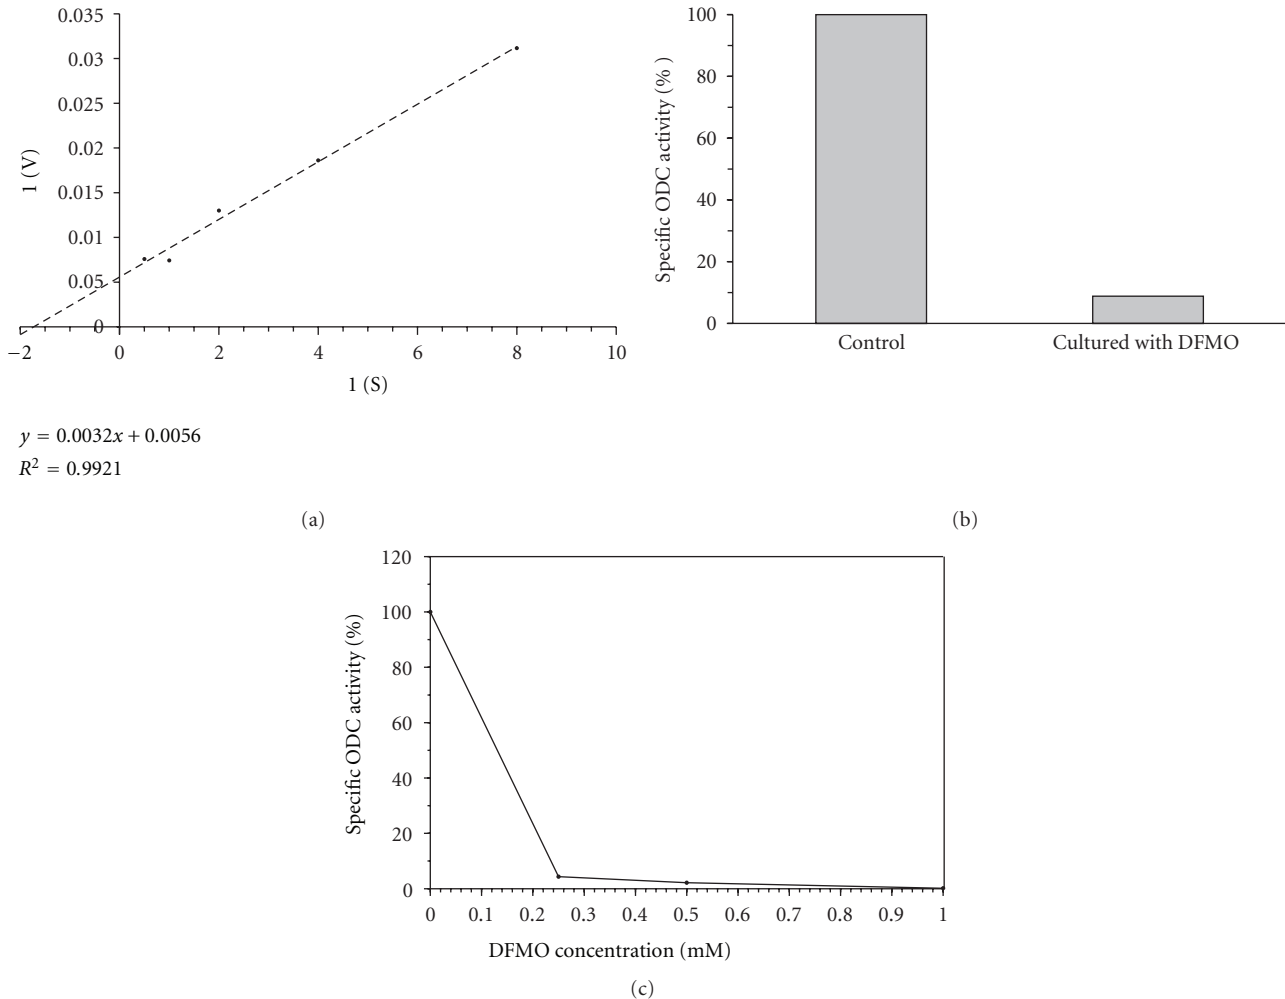 0.035
0.03
0.025
0.02
0.015
0.01
0.05
0
−2
0
2
4
6
8
10
1 (V)
1 (S)
y = 0.0032x + 0.0056
R² = 0.9921
(a)
100
80
60
40
20
0
Specific ODC activity (%)
Control
Cultured with DFMO
(b)
120
100
80
60
40
20
0
Specific ODC activity (%)
0 0.1 0.2 0.3 0.4 0.5 0.6 0.7 0.8 0.9 1
DFMO concentration (mM)
(c)